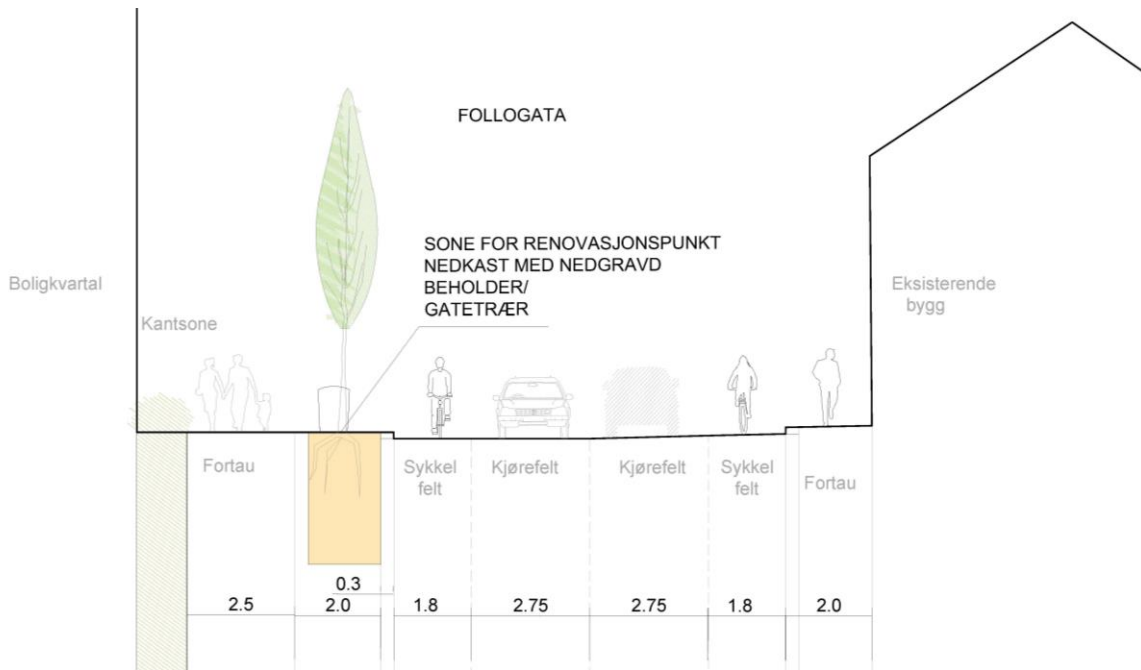 FOLLOGATA
SONE FOR RENOVASJONSPUNKT
NEDKAST MED NEDGRAVD
BEHOLDER/
GATETRÆR
Boligkvartal
Eksisterende
bygg
Kantsone
Fortau
Sykkel
felt
Kjørefelt
Kjørefelt
Sykkel
felt
Fortau
0.3
2.5
2.0
1.8
2.75
2.75
1.8
2.0